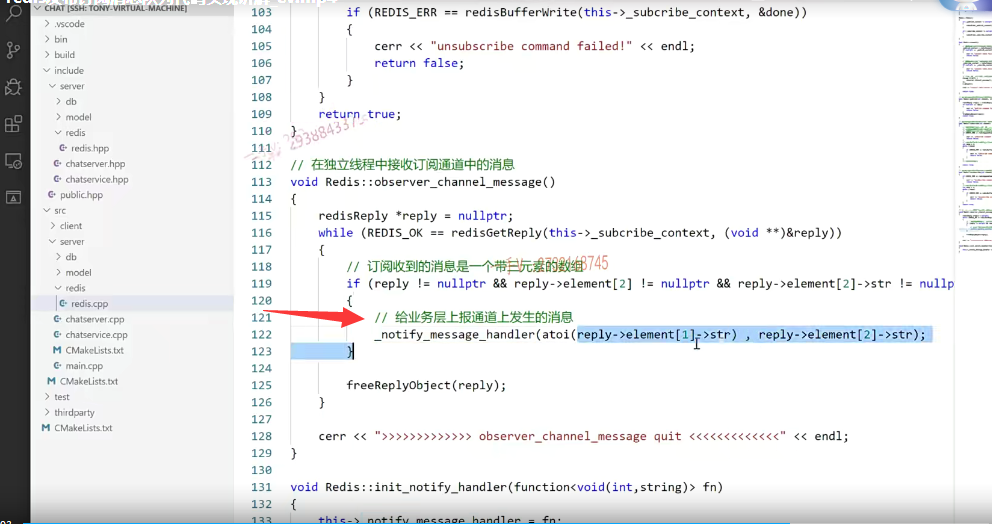 CHAT [SSH: TONY-VIRTUAL-MACHINE]
.vscode
bin
build
include
server
db
model
redis
redis.hpp
chatserver.hpp
chatservice.hpp
public.hpp
src
client
server
db
model
redis
redis.cpp
chatserver.cpp
chatservice.cpp
CMakeLists.txt
main.cpp
CMakeLists.txt
test
thirdparty
CMakeLists.txt
103 if (REDIS_ERR == redisBufferWrite(this->_subcribe_context, &done))
104 {
105 cerr << "unsubscribe command failed!" << endl;
106 return false;
107 }
108 }
109 return true;
110 }
111
112 // 在独立线程中接收订阅通道中的消息
113 void Redis::observer_channel_message()
114 {
115 redisReply *reply = nullptr;
116 while (REDIS_OK == redisGetReply(this->_subcribe_context, (void **)&reply))
117 {
118 // 订阅收到的消息是一个带三元素的数组
119 if (reply != nullptr && reply->element[2] != nullptr && reply->element[2]->str != nullp
120 {
121 // 给业务层上报通道上发生的消息
122 _notify_message_handler(atoi(reply->element[1]->str) , reply->element[2]->str);
123 }
124
125 freeReplyObject(reply);
126 }
127
128 cerr << ">>>>>>>>>>>>> observer_channel_message quit <<<<<<<<<<<<<" << endl;
129 }
130
131 void Redis::init_notify_handler(function<void(int,string)> fn)
132 {
133 this->_notify_message_handler = fn;